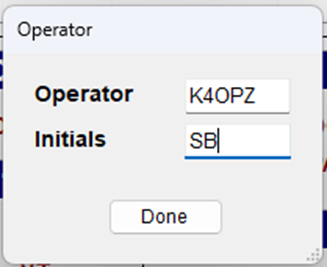 Operator
Operator K4OPZ
Initials SB
Done